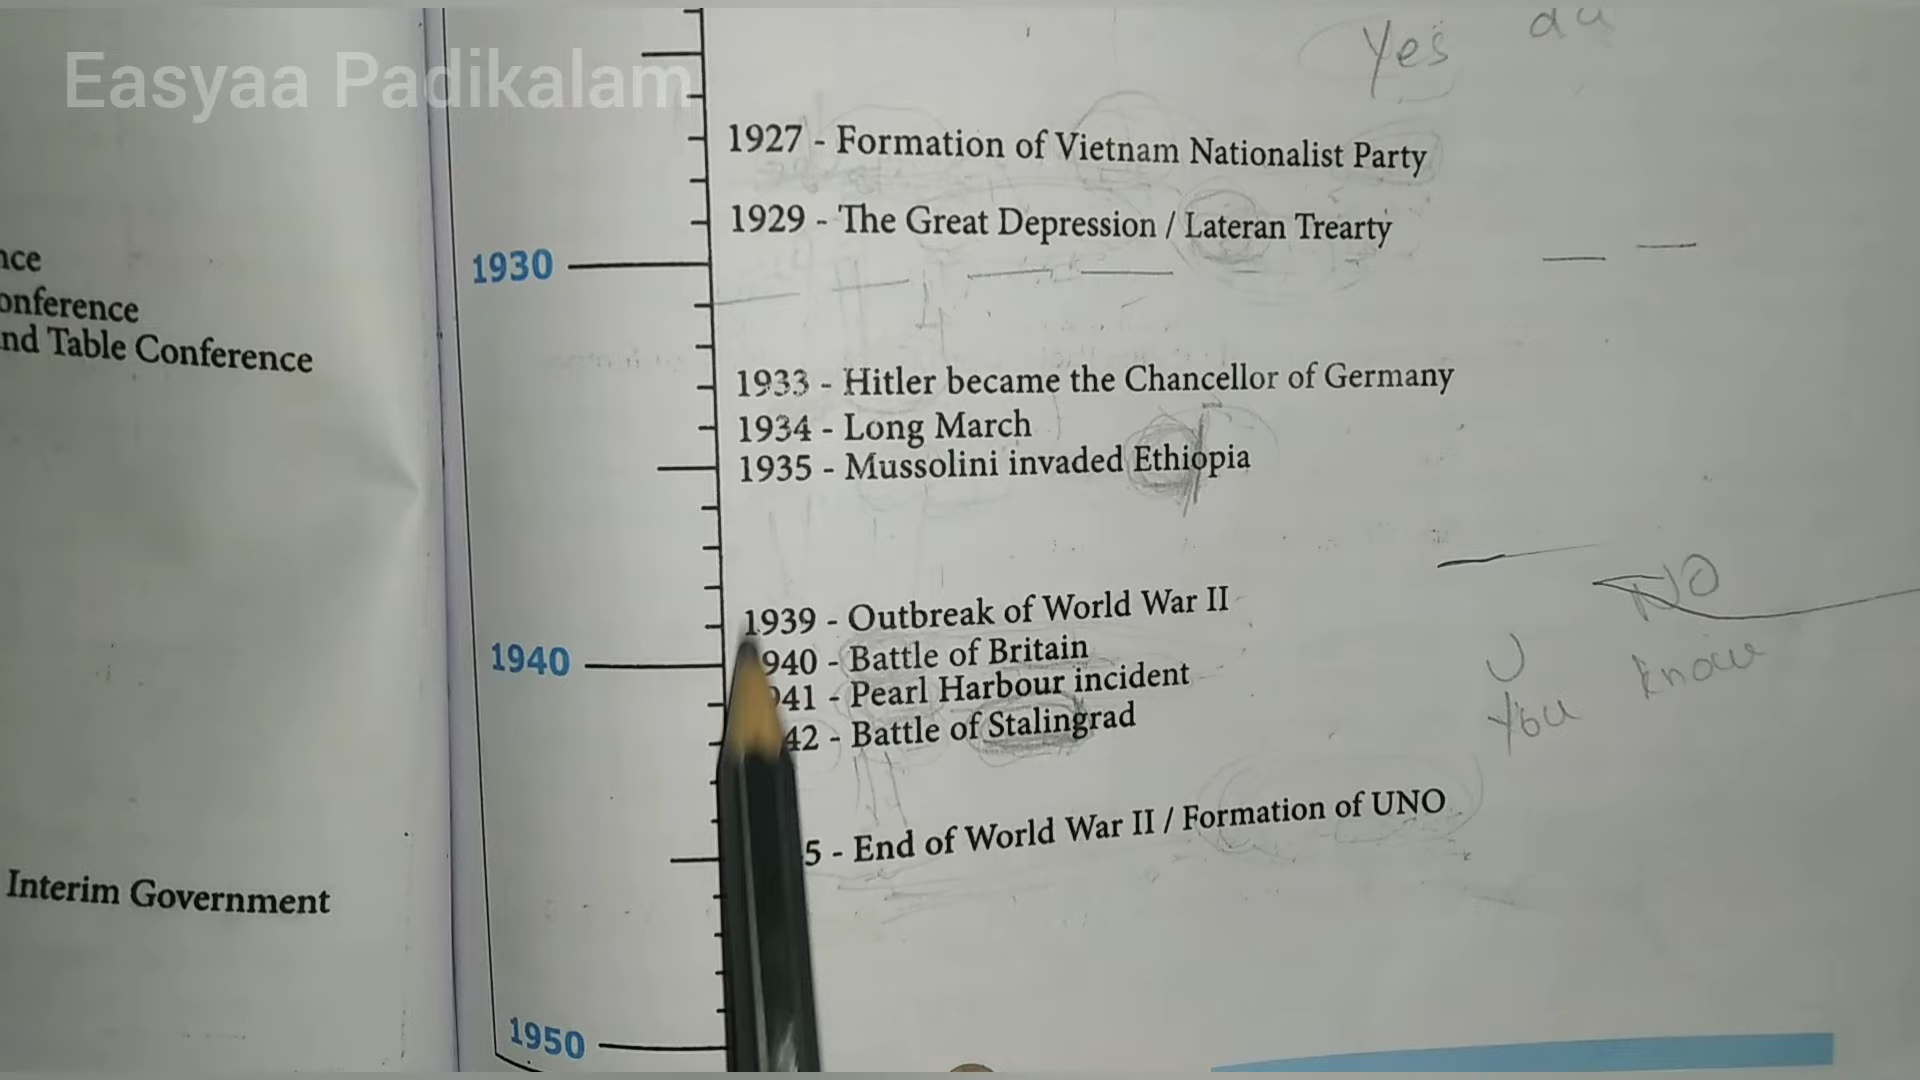 Easyaa Padikalam
Yes
1927 - Formation of Vietnam Nationalist Party
1929 - The Great Depression / Lateran Trearty
1930
nce
onference
nd Table Conference
1933 - Hitler became the Chancellor of Germany
1934 - Long March
1935 - Mussolini invaded Ethiopia
NO
1939 - Outbreak of World War II
1940
940 - Battle of Britain
41 - Pearl Harbour incident
42 - Battle of Stalingrad
U
You know
5 - End of World War II / Formation of UNO
Interim Government
1950